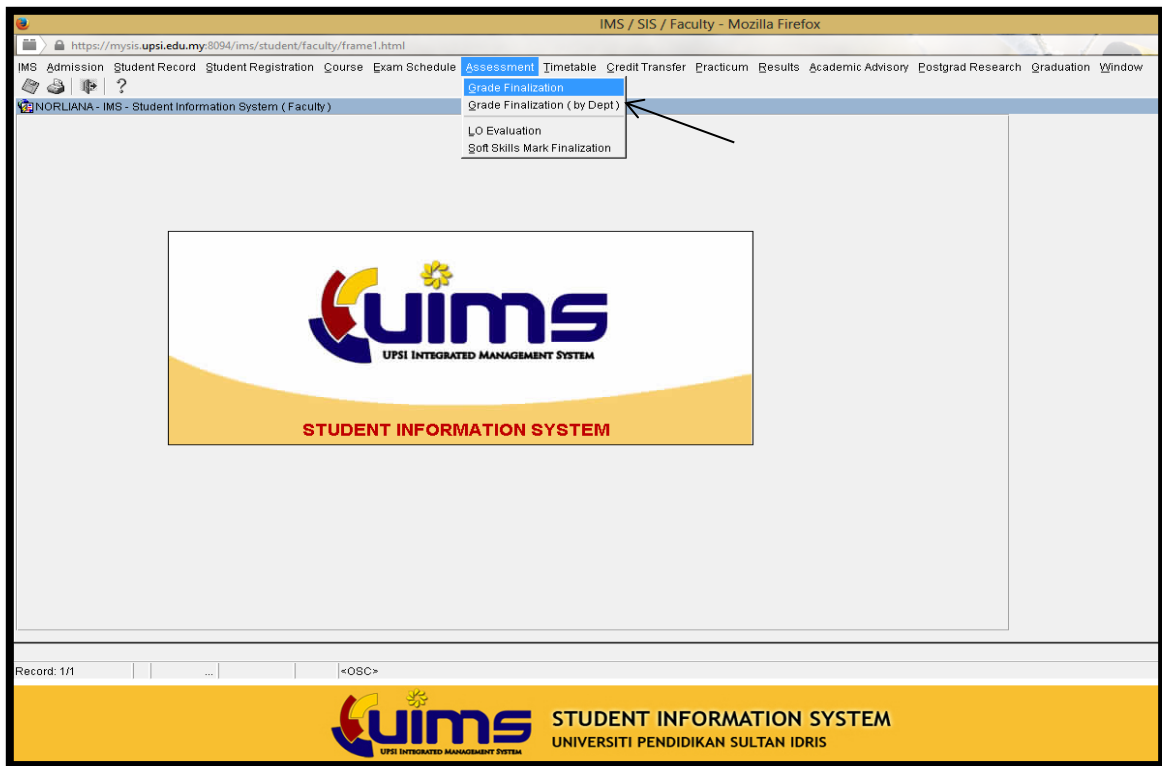 IMS / SIS / Faculty - Mozilla Firefox
https://mysis.upsi.edu.my:8094/ims/student/faculty/frame1.html
IMS Admission Student Record Student Registration Course Exam Schedule Assessment Timetable Credit Transfer Practicum Results Academic Advisory Postgrad Research Graduation Window
?
NORLIANA - IMS - Student Information System ( Faculty )
Grade Finalization
Grade Finalization ( by Dept )
LO Evaluation
Soft Skills Mark Finalization
uims
UPSI INTEGRATED MANAGEMENT SYSTEM
STUDENT INFORMATION SYSTEM
Record: 1/1 ... <OSC>
uims
UPSI INTEGRATED MANAGEMENT SYSTEM
STUDENT INFORMATION SYSTEM
UNIVERSITI PENDIDIKAN SULTAN IDRIS